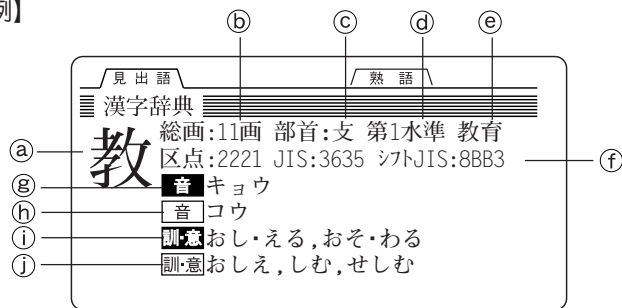 例】
ⓑ ⓒ ⓓ ⓔ
見出語 熟語
漢字辞典
ⓐ 教 総画:11画 部首:攴 第1水準 教育
区点:2221 JIS:3635 シフトJIS:8BB3 ⓕ
ⓖ 音 キョウ
ⓗ 音 コウ
ⓘ 訓・意 おし・える,おそ・わる
ⓙ 訓・意 おしえ,しむ,せしむ